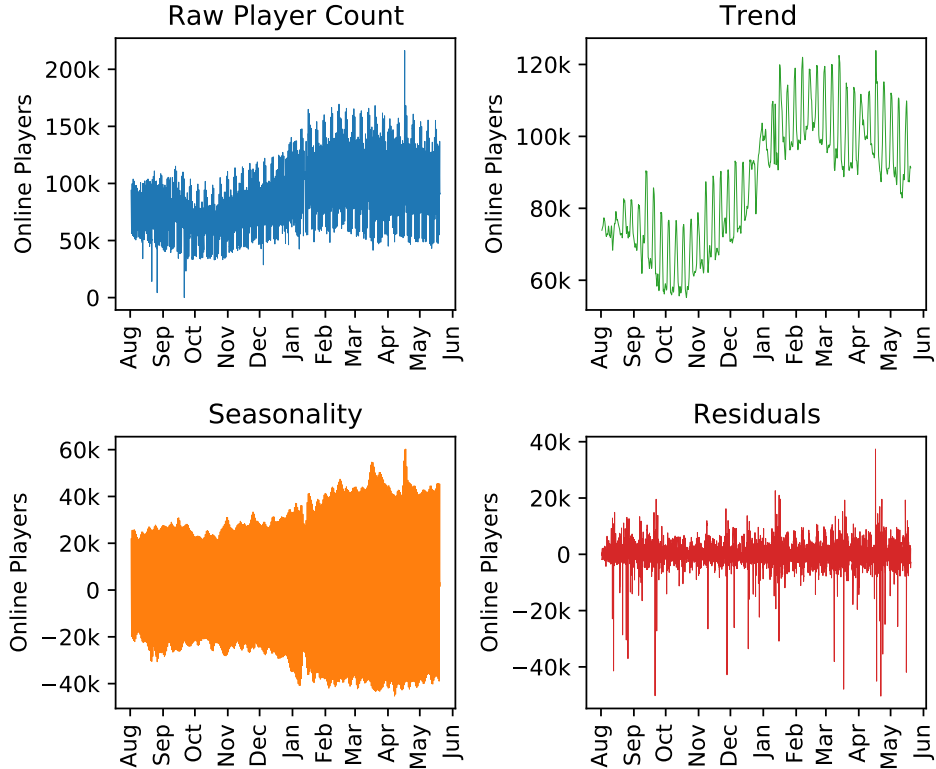 Raw Player Count
Online Players
200k
150k
100k
50k
0
Aug Sep Oct Nov Dec Jan Feb Mar Apr May Jun
Trend
Online Players
120k
100k
80k
60k
Aug Sep Oct Nov Dec Jan Feb Mar Apr May Jun
Seasonality
Online Players
60k
40k
20k
0
−20k
−40k
Aug Sep Oct Nov Dec Jan Feb Mar Apr May Jun
Residuals
Online Players
40k
20k
0
−20k
−40k
Aug Sep Oct Nov Dec Jan Feb Mar Apr May Jun